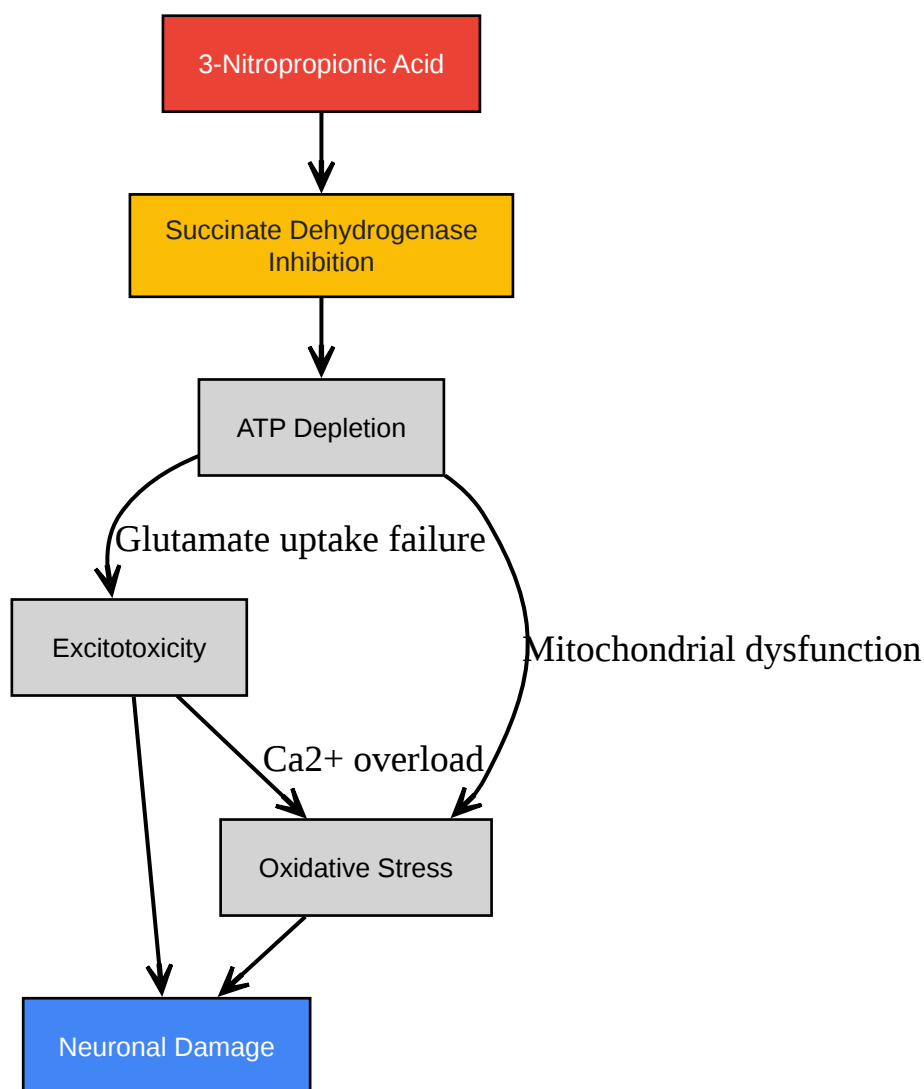 3-Nitropropionic Acid
Succinate Dehydrogenase
Inhibition
ATP Depletion
Glutamate uptake failure
Excitotoxicity
Mitochondrial dysfunction
Ca2+ overload
Oxidative Stress
Neuronal Damage